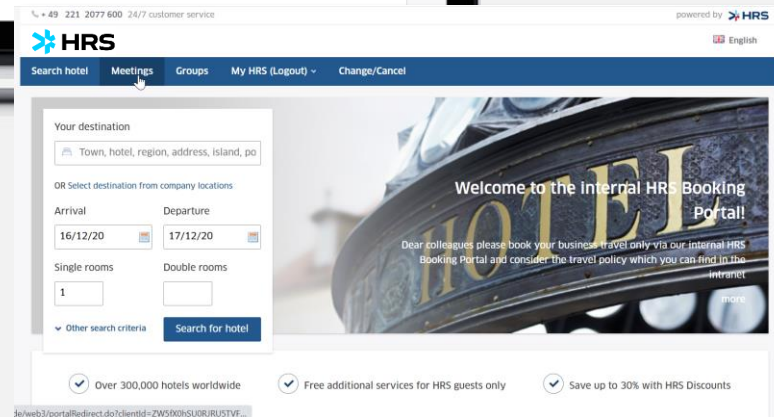 + 49 221 2077 600 24/7 customer service
powered by HRS
HRS
English
Search hotel Meetings Groups My HRS (Logout) Change/Cancel
Your destination
Town, hotel, region, address, island, po
OR Select destination from company locations
Arrival Departure
16/12/20 17/12/20
Single rooms Double rooms
1
Other search criteria Search for hotel
HOTEL
Welcome to the internal HRS Booking
Portal!
Dear colleagues please book your business travel only via our internal HRS
Booking Portal and consider the travel policy which you can find in the
intranet
more
Over 300,000 hotels worldwide Free additional services for HRS guests only Save up to 30% with HRS Discounts